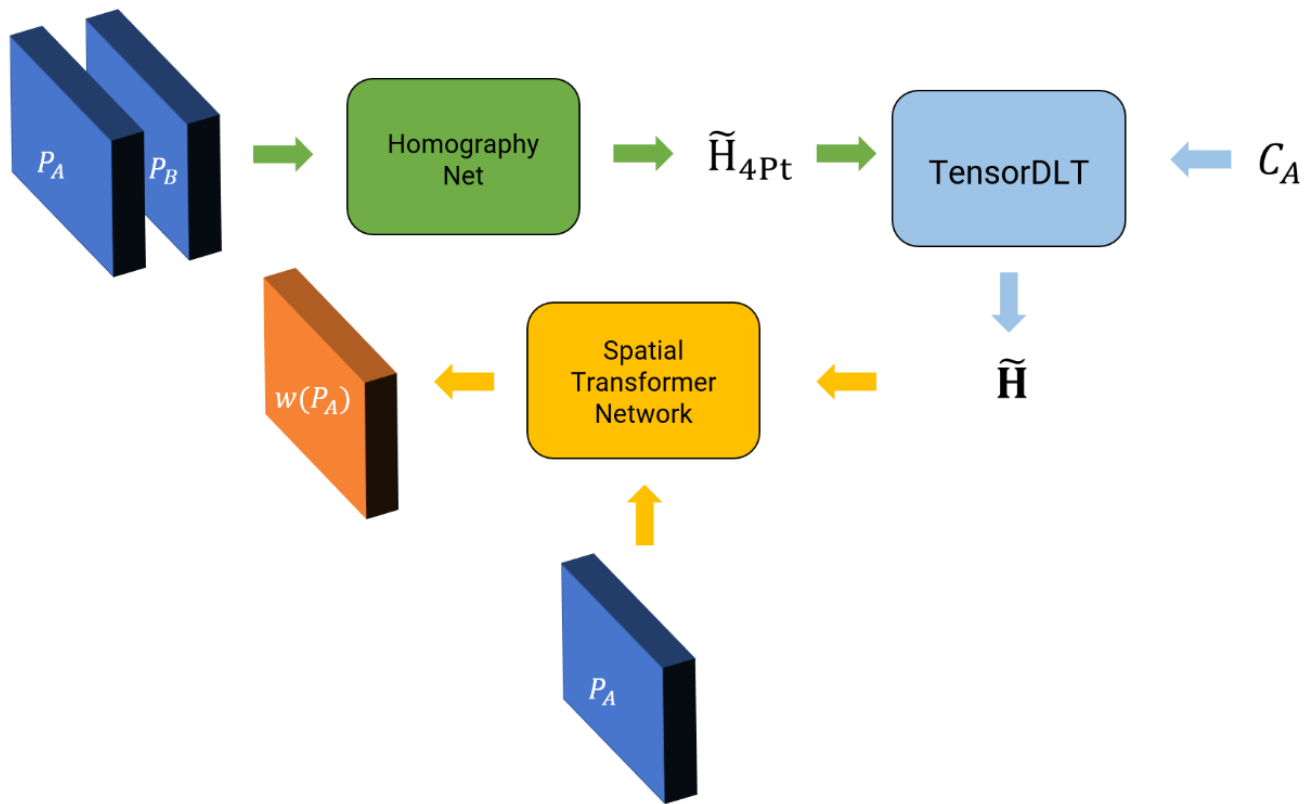 P_A
P_B
Homography
Net
H̃_4Pt
TensorDLT
C_A
w(P_A)
Spatial
Transformer
Network
H̃
P_A